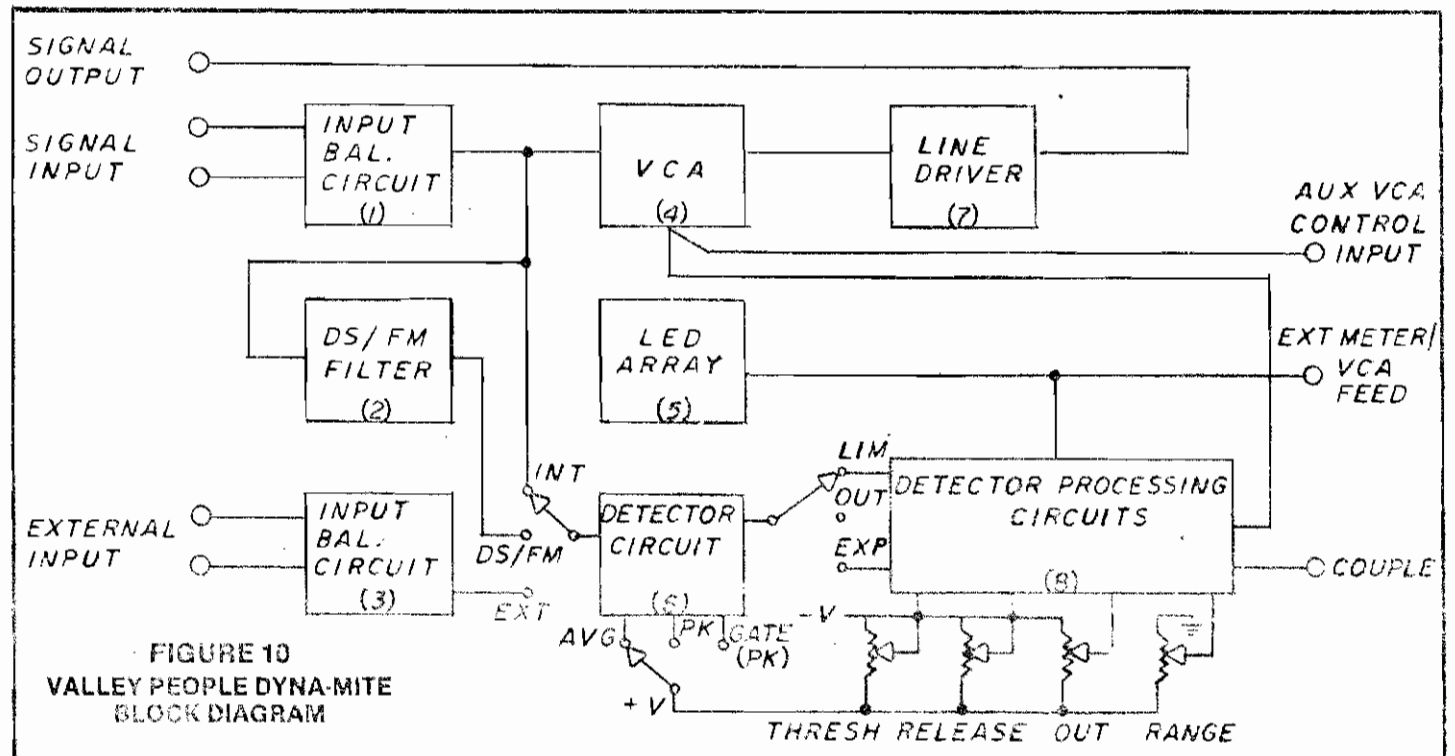 SIGNAL
OUTPUT
SIGNAL
INPUT
INPUT
BAL.
CIRCUIT
(1)
VCA
(4)
LINE
DRIVER
(7)
AUX VCA
CONTROL
INPUT
DS/FM
FILTER
(2)
LED
ARRAY
(5)
EXT METER/
VCA
FEED
EXTERNAL
INPUT
INPUT
BAL.
CIRCUIT
(3)
INT
DS/FM
EXT
DETECTOR
CIRCUIT
(6)
LIM
OUT
EXP
DETECTOR PROCESSING
CIRCUITS
(8)
COUPLE
AVG
PK
GATE
(PK)
-V
+V
THRESH RELEASE OUT RANGE
FIGURE 10
VALLEY PEOPLE DYNA-MITE
BLOCK DIAGRAM